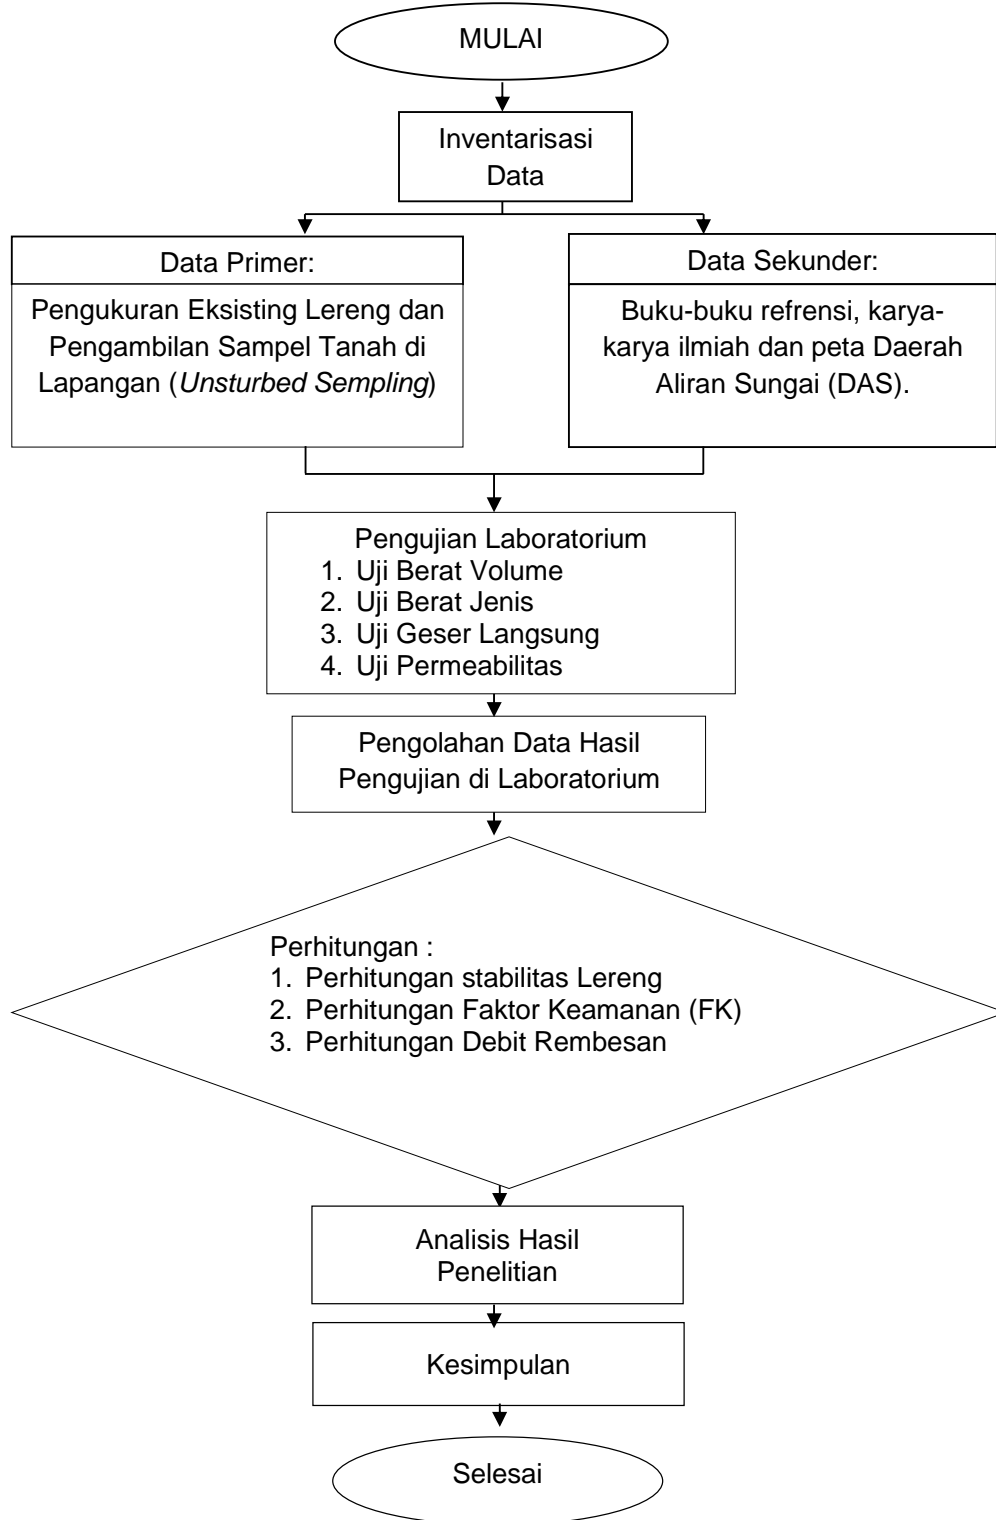 MULAI
Inventarisasi
Data
Data Primer:
Pengukuran Eksisting Lereng dan
Pengambilan Sampel Tanah di
Lapangan (Unsturbed Sempling)
Data Sekunder:
Buku-buku refrensi, karya-
karya ilmiah dan peta Daerah
Aliran Sungai (DAS).
Pengujian Laboratorium
1. Uji Berat Volume
2. Uji Berat Jenis
3. Uji Geser Langsung
4. Uji Permeabilitas
Pengolahan Data Hasil
Pengujian di Laboratorium
Perhitungan :
1. Perhitungan stabilitas Lereng
2. Perhitungan Faktor Keamanan (FK)
3. Perhitungan Debit Rembesan
Analisis Hasil
Penelitian
Kesimpulan
Selesai